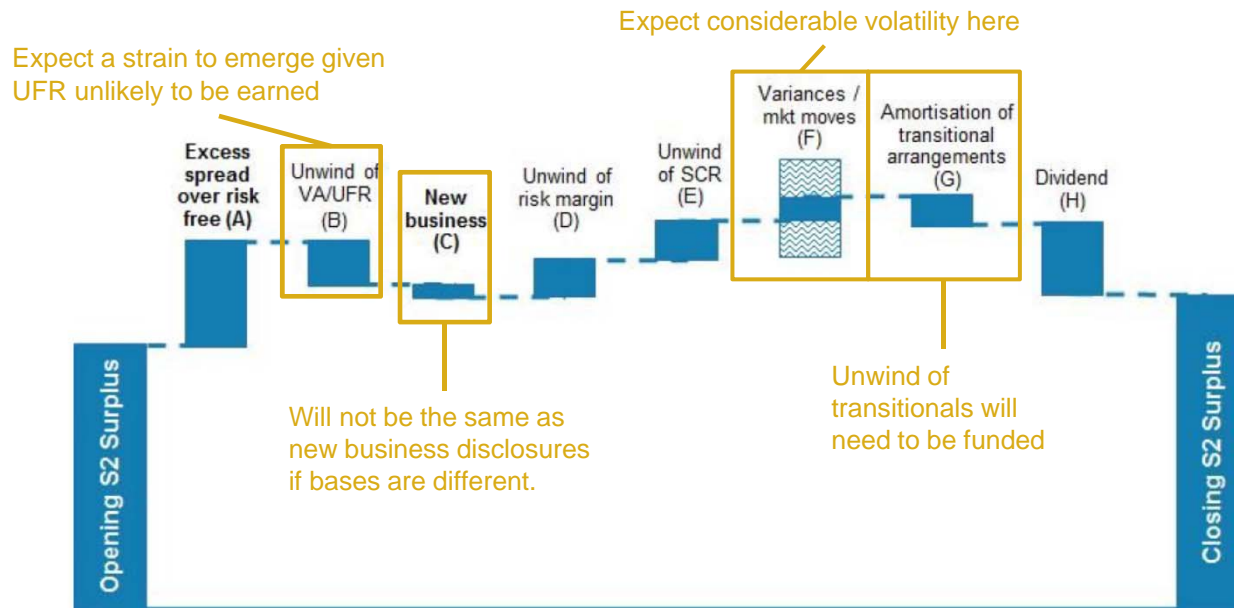 Expect considerable volatility here
Expect a strain to emerge given
UFR unlikely to be earned
Excess
spread
over risk
free (A)
Unwind of
VA/UFR
(B)
New
business
(C)
Unwind of
risk margin
(D)
Unwind
of SCR
(E)
Variances /
mkt moves
(F)
Amortisation of
transitional
arrangements
(G)
Dividend
(H)
Opening S2 Surplus
Will not be the same as
new business disclosures
if bases are different.
Unwind of
transitionals will
need to be funded
Closing S2 Surplus